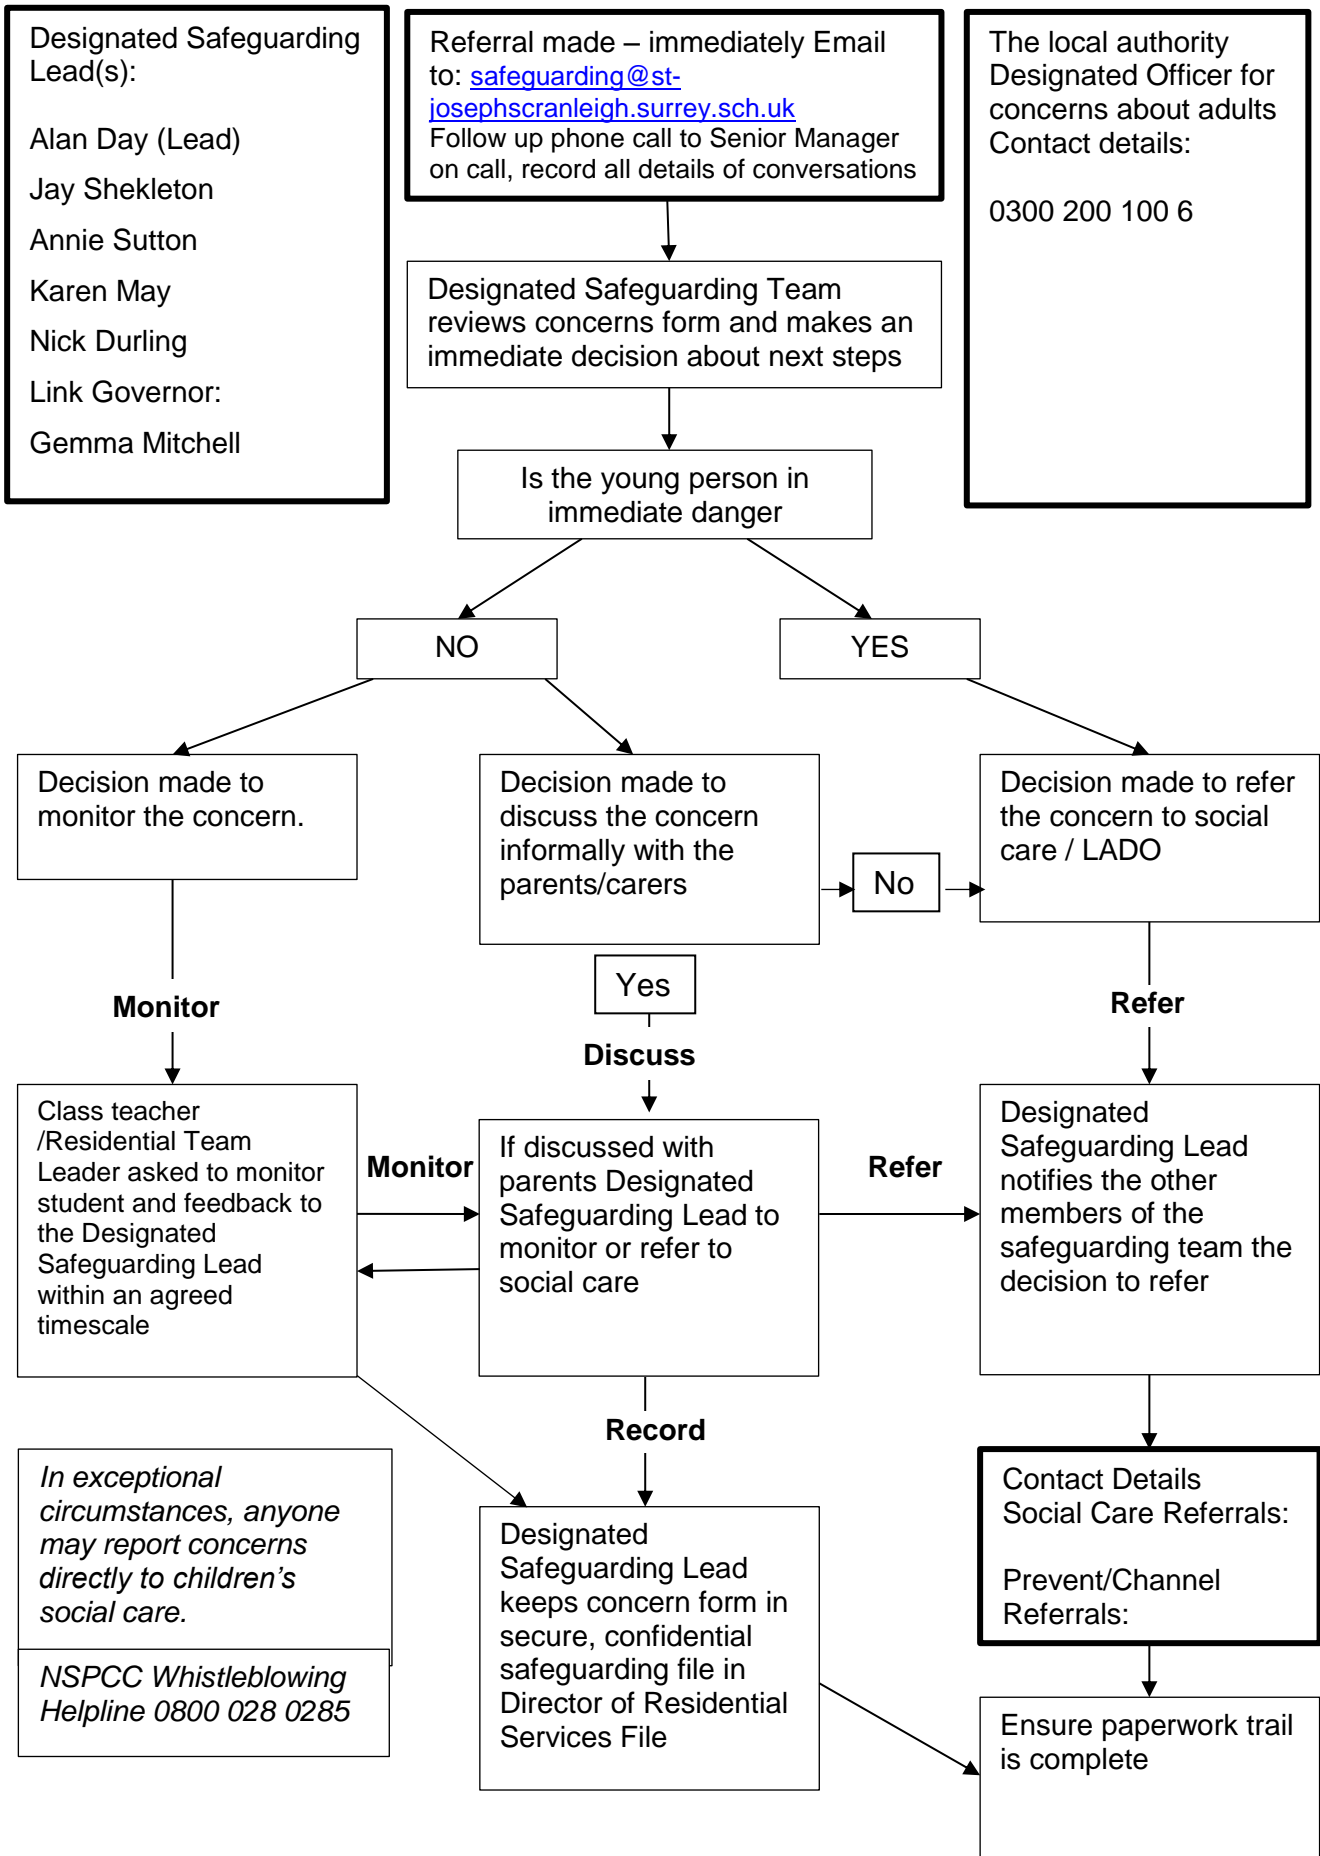 Designated Safeguarding
Lead(s):
Alan Day (Lead)
Jay Shekleton
Annie Sutton
Karen May
Nick Durling
Link Governor:
Gemma Mitchell
Referral made – immediately Email
to: safeguarding@st-
josephscranleigh.surrey.sch.uk
Follow up phone call to Senior Manager
on call, record all details of conversations
The local authority
Designated Officer for
concerns about adults
Contact details:
0300 200 100 6
Designated Safeguarding Team
reviews concerns form and makes an
immediate decision about next steps
Is the young person in
immediate danger
NO
YES
Decision made to
monitor the concern.
Decision made to
discuss the concern
informally with the
parents/carers
No
Decision made to refer
the concern to social
care / LADO
Monitor
Yes
Discuss
Refer
Class teacher
/Residential Team
Leader asked to monitor
student and feedback to
the Designated
Safeguarding Lead
within an agreed
timescale
Monitor
If discussed with
parents Designated
Safeguarding Lead to
monitor or refer to
social care
Refer
Designated
Safeguarding Lead
notifies the other
members of the
safeguarding team the
decision to refer
Record
In exceptional
circumstances, anyone
may report concerns
directly to children’s
social care.
NSPCC Whistleblowing
Helpline 0800 028 0285
Designated
Safeguarding Lead
keeps concern form in
secure, confidential
safeguarding file in
Director of Residential
Services File
Contact Details
Social Care Referrals:
Prevent/Channel
Referrals:
Ensure paperwork trail
is complete